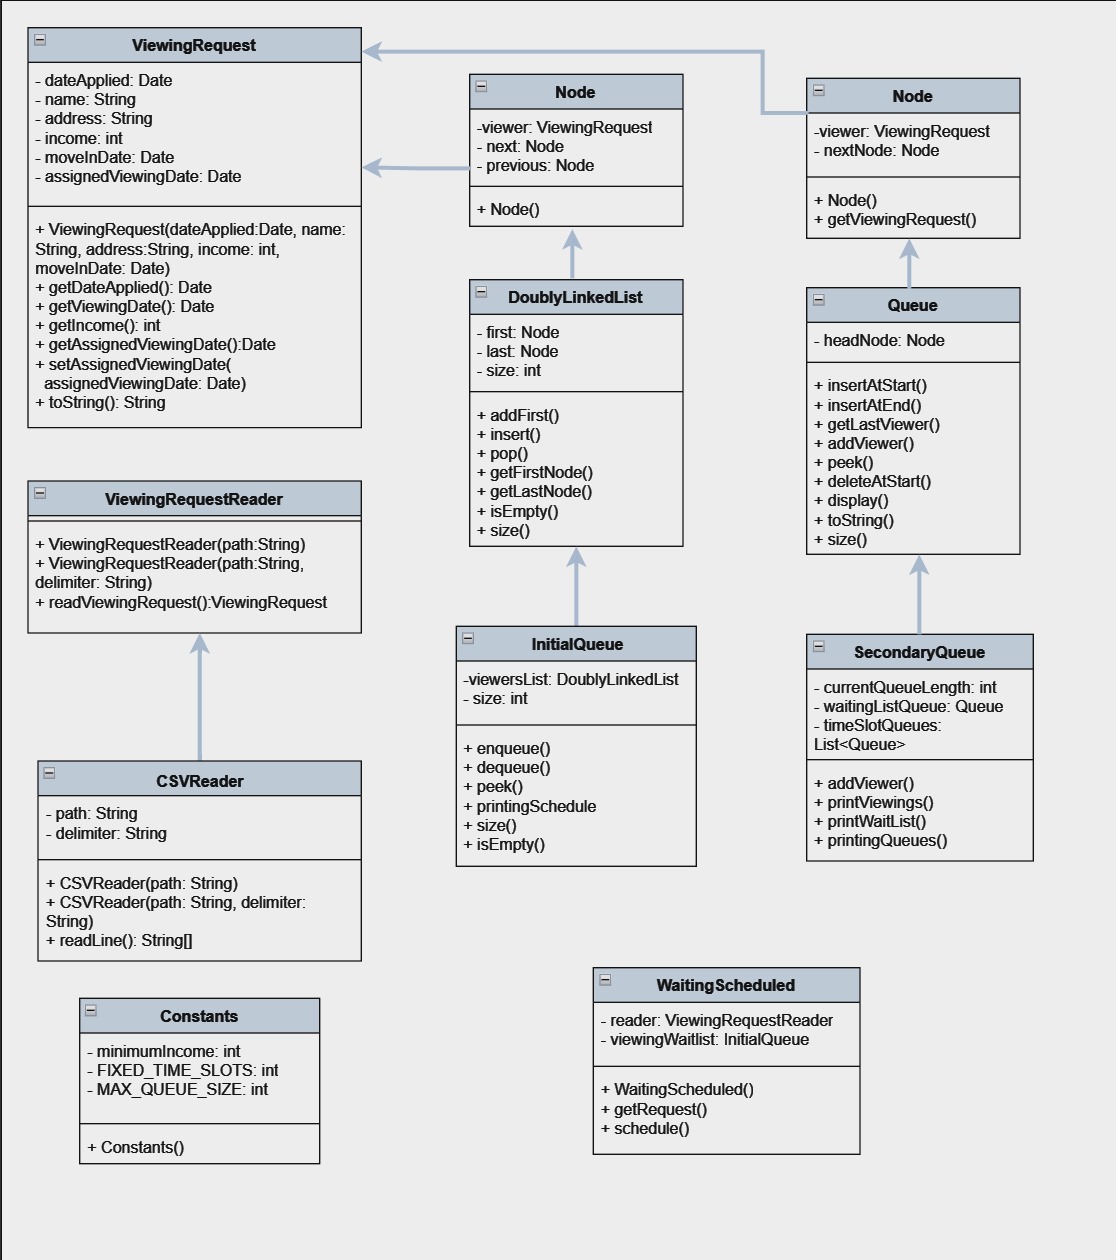 ViewingRequest
- dateApplied: Date
- name: String
- address: String
- income: int
- moveInDate: Date
- assignedViewingDate: Date
+ ViewingRequest(dateApplied:Date, name:
String, address:String, income: int,
moveInDate: Date)
+ getDateApplied(): Date
+ getViewingDate(): Date
+ getIncome(): int
+ getAssignedViewingDate():Date
+ setAssignedViewingDate(
assignedViewingDate: Date)
+ toString(): String
Node
-viewer: ViewingRequest
- next: Node
- previous: Node
+ Node()
Node
-viewer: ViewingRequest
- nextNode: Node
+ Node()
+ getViewingRequest()
DoublyLinkedList
- first: Node
- last: Node
- size: int
+ addFirst()
+ insert()
+ pop()
+ getFirstNode()
+ getLastNode()
+ isEmpty()
+ size()
Queue
- headNode: Node
+ insertAtStart()
+ insertAtEnd()
+ getLastViewer()
+ addViewer()
+ peek()
+ deleteAtStart()
+ display()
+ toString()
+ size()
ViewingRequestReader
+ ViewingRequestReader(path:String)
+ ViewingRequestReader(path:String,
delimiter: String)
+ readViewingRequest():ViewingRequest
InitialQueue
-viewersList: DoublyLinkedList
- size: int
+ enqueue()
+ dequeue()
+ peek()
+ printingSchedule
+ size()
+ isEmpty()
SecondaryQueue
- currentQueueLength: int
- waitingListQueue: Queue
- timeSlotQueues:
List<Queue>
+ addViewer()
+ printViewings()
+ printWaitList()
+ printingQueues()
CSVReader
- path: String
- delimiter: String
+ CSVReader(path: String)
+ CSVReader(path: String, delimiter:
String)
+ readLine(): String[]
Constants
- minimumIncome: int
- FIXED_TIME_SLOTS: int
- MAX_QUEUE_SIZE: int
+ Constants()
WaitingScheduled
- reader: ViewingRequestReader
- viewingWaitlist: InitialQueue
+ WaitingScheduled()
+ getRequest()
+ schedule()